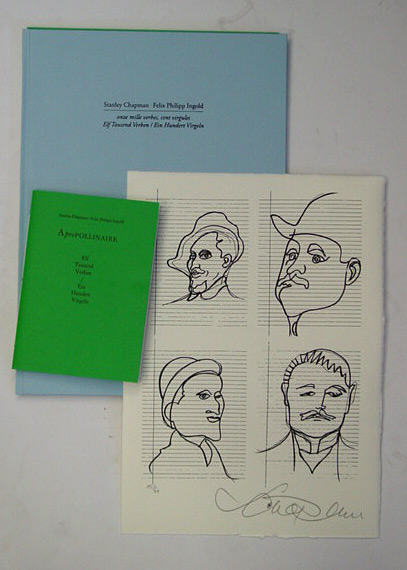 Stanley Chapman · Felix Philipp Ingold
onze mille verbes, cent virgules
Elf Tausend Verben / Ein Hundert Virgeln
Stanley Chapman · Felix Philipp Ingold
AprèPOLLINAIRE
Elf
Tausend
Verben
Ein
Hundert
Virgeln